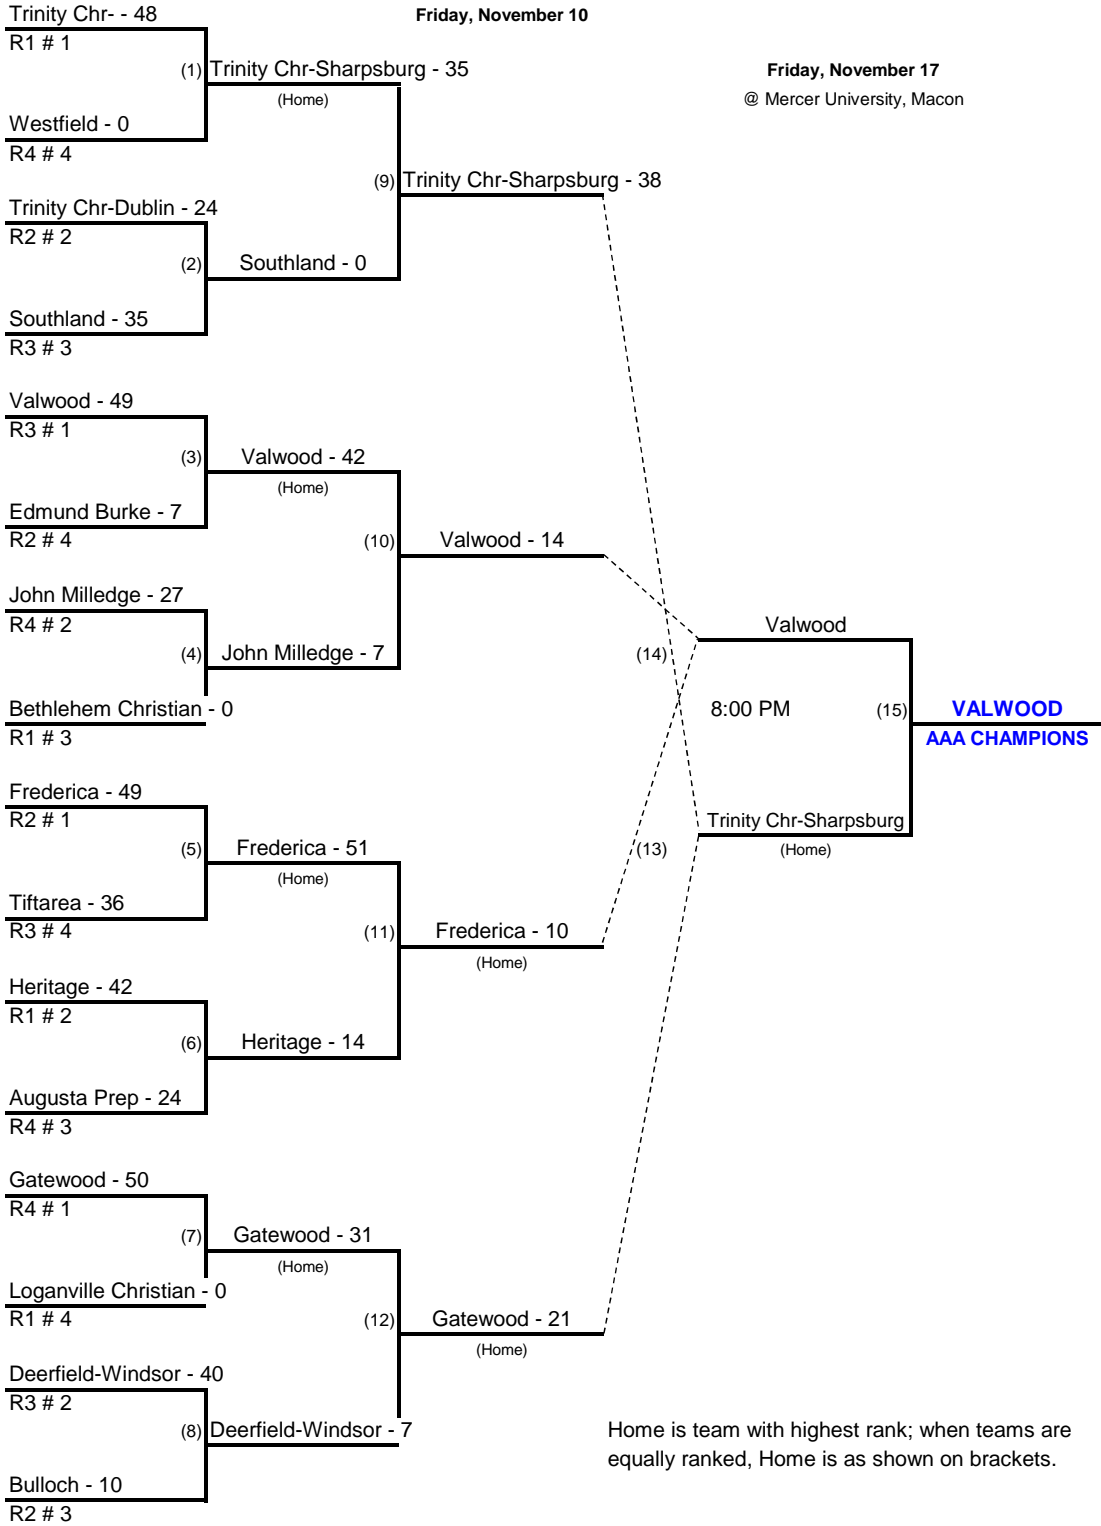 Trinity Chr- - 48
Friday, November 10
R1 # 1
(1) Trinity Chr-Sharpsburg - 35
Friday, November 17
(Home)
@ Mercer University, Macon
Westfield - 0
R4 # 4
(9) Trinity Chr-Sharpsburg - 38
Trinity Chr-Dublin - 24
R2 # 2
(2) Southland - 0
Southland - 35
R3 # 3
Valwood - 49
R3 # 1
(3) Valwood - 42
(Home)
Edmund Burke - 7
R2 # 4
(10) Valwood - 14
John Milledge - 27
R4 # 2
Valwood
(4) John Milledge - 7
(14)
Bethlehem Christian - 0
8:00 PM
(15) VALWOOD
R1 # 3
AAA CHAMPIONS
Frederica - 49
R2 # 1
Trinity Chr-Sharpsburg
(5) Frederica - 51
(13)
(Home)
(Home)
Tiftarea - 36
R3 # 4
(11) Frederica - 10
(Home)
Heritage - 42
R1 # 2
(6) Heritage - 14
Augusta Prep - 24
R4 # 3
Gatewood - 50
R4 # 1
(7) Gatewood - 31
(Home)
Loganville Christian - 0
R1 # 4
(12) Gatewood - 21
(Home)
Deerfield-Windsor - 40
R3 # 2
(8) Deerfield-Windsor - 7
Home is team with highest rank; when teams are
equally ranked, Home is as shown on brackets.
Bulloch - 10
R2 # 3